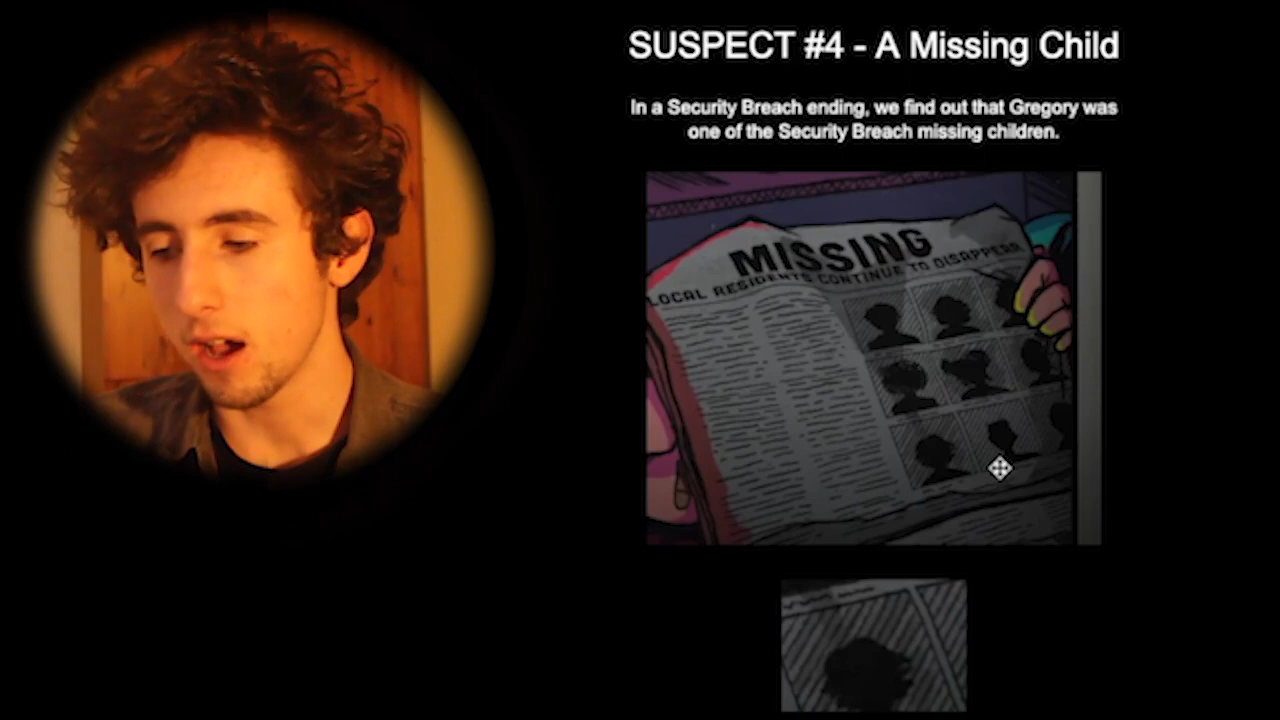 SUSPECT #4 - A Missing Child
In a Security Breach ending, we find out that Gregory was
one of the Security Breach missing children.
MISSING
LOCAL RESIDENTS CONTINUE TO DISAPPEAR